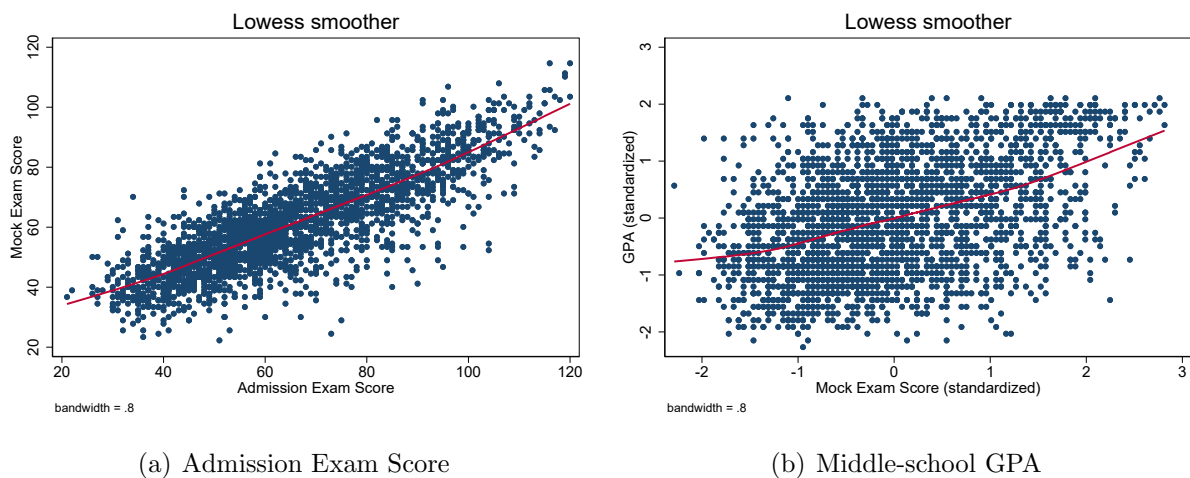 Lowess smoother
120
100
80
60
40
20
Mock Exam Score
20 40 60 80 100 120
Admission Exam Score
bandwidth = .8
(a) Admission Exam Score
Lowess smoother
3
2
1
0
-1
-2
GPA (standardized)
-2 -1 0 1 2 3
Mock Exam Score (standardized)
bandwidth = .8
(b) Middle-school GPA